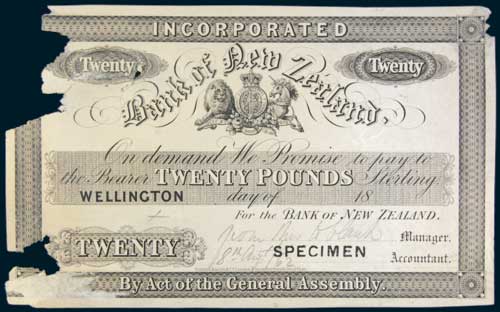 INCORPORATED
Twenty Twenty
Bank of New Zealand.
On demand We Promise to pay to
the Bearer TWENTY POUNDS Sterling.
WELLINGTON day of 18
For the BANK OF NEW ZEALAND.
from
Manager.
TWENTY SPECIMEN
Accountant.
By Act of the General Assembly.